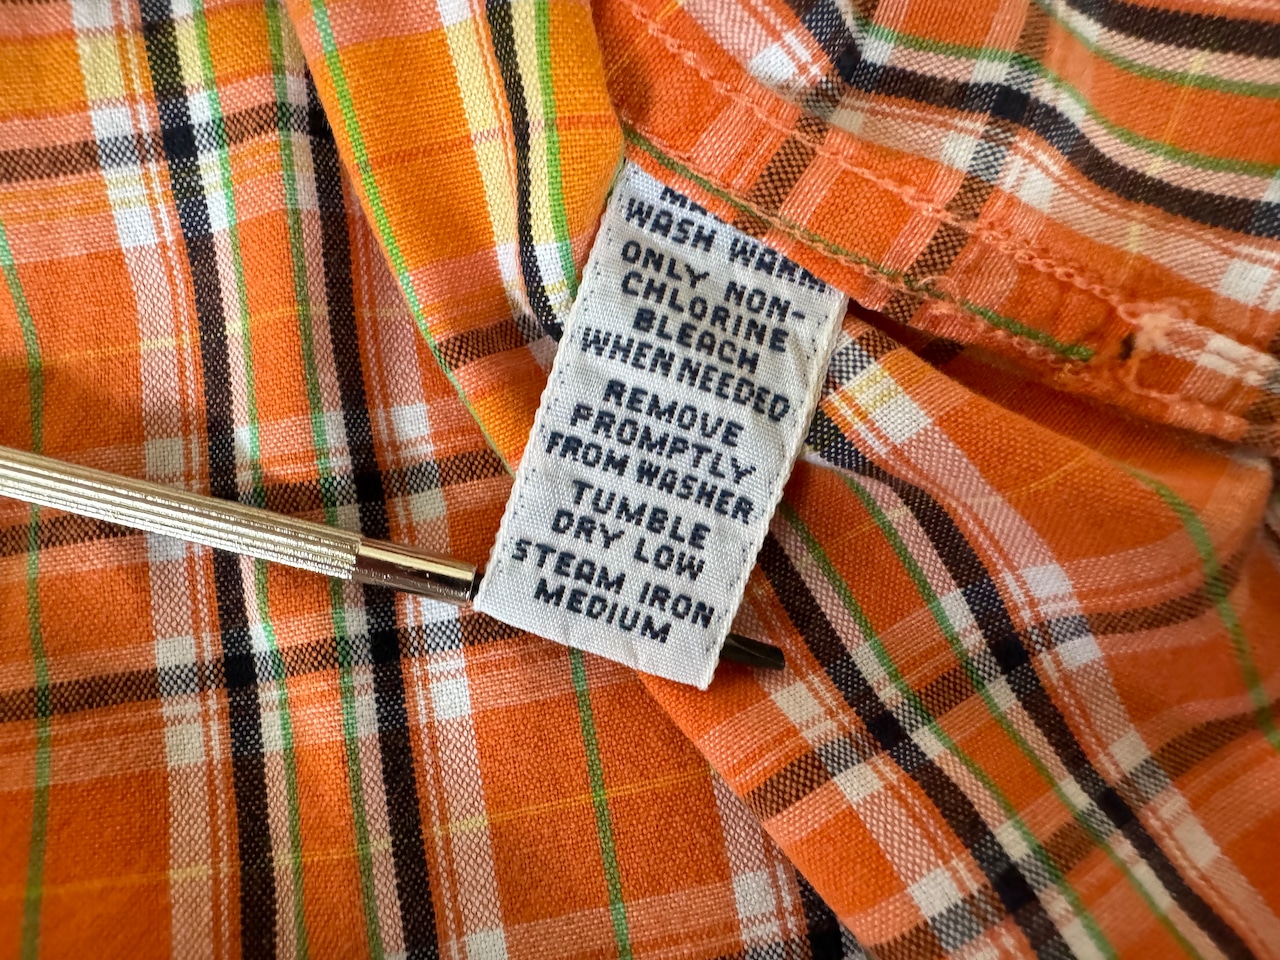 WASH WARM
ONLY NON-
CHLORINE
BLEACH
WHEN NEEDED
REMOVE
PROMPTLY
FROM WASHER
TUMBLE
DRY LOW
STEAM IRON
MEDIUM